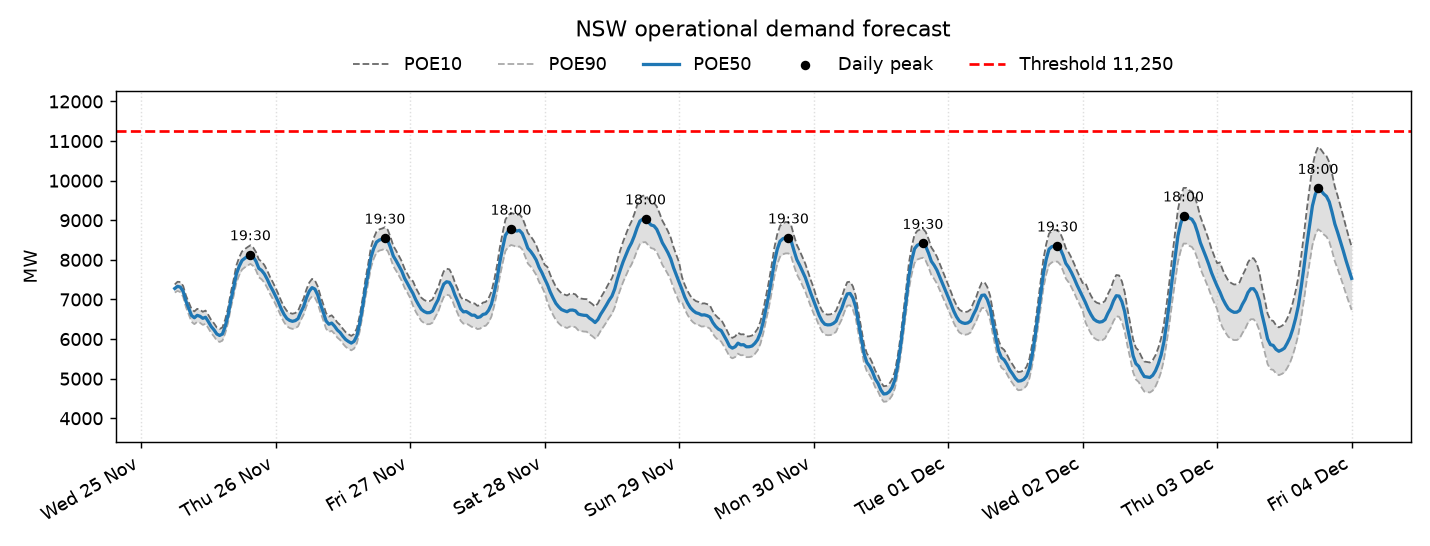 NSW operational demand forecast
POE10 POE90 POE50 Daily peak Threshold 11,250
12000
11000
10000
9000
8000
7000
6000
5000
4000
MW
19:30 19:30 18:00 18:00 19:30 19:30 19:30 18:00 18:00
Wed 25 Nov Thu 26 Nov Fri 27 Nov Sat 28 Nov Sun 29 Nov Mon 30 Nov Tue 01 Dec Wed 02 Dec Thu 03 Dec Fri 04 Dec